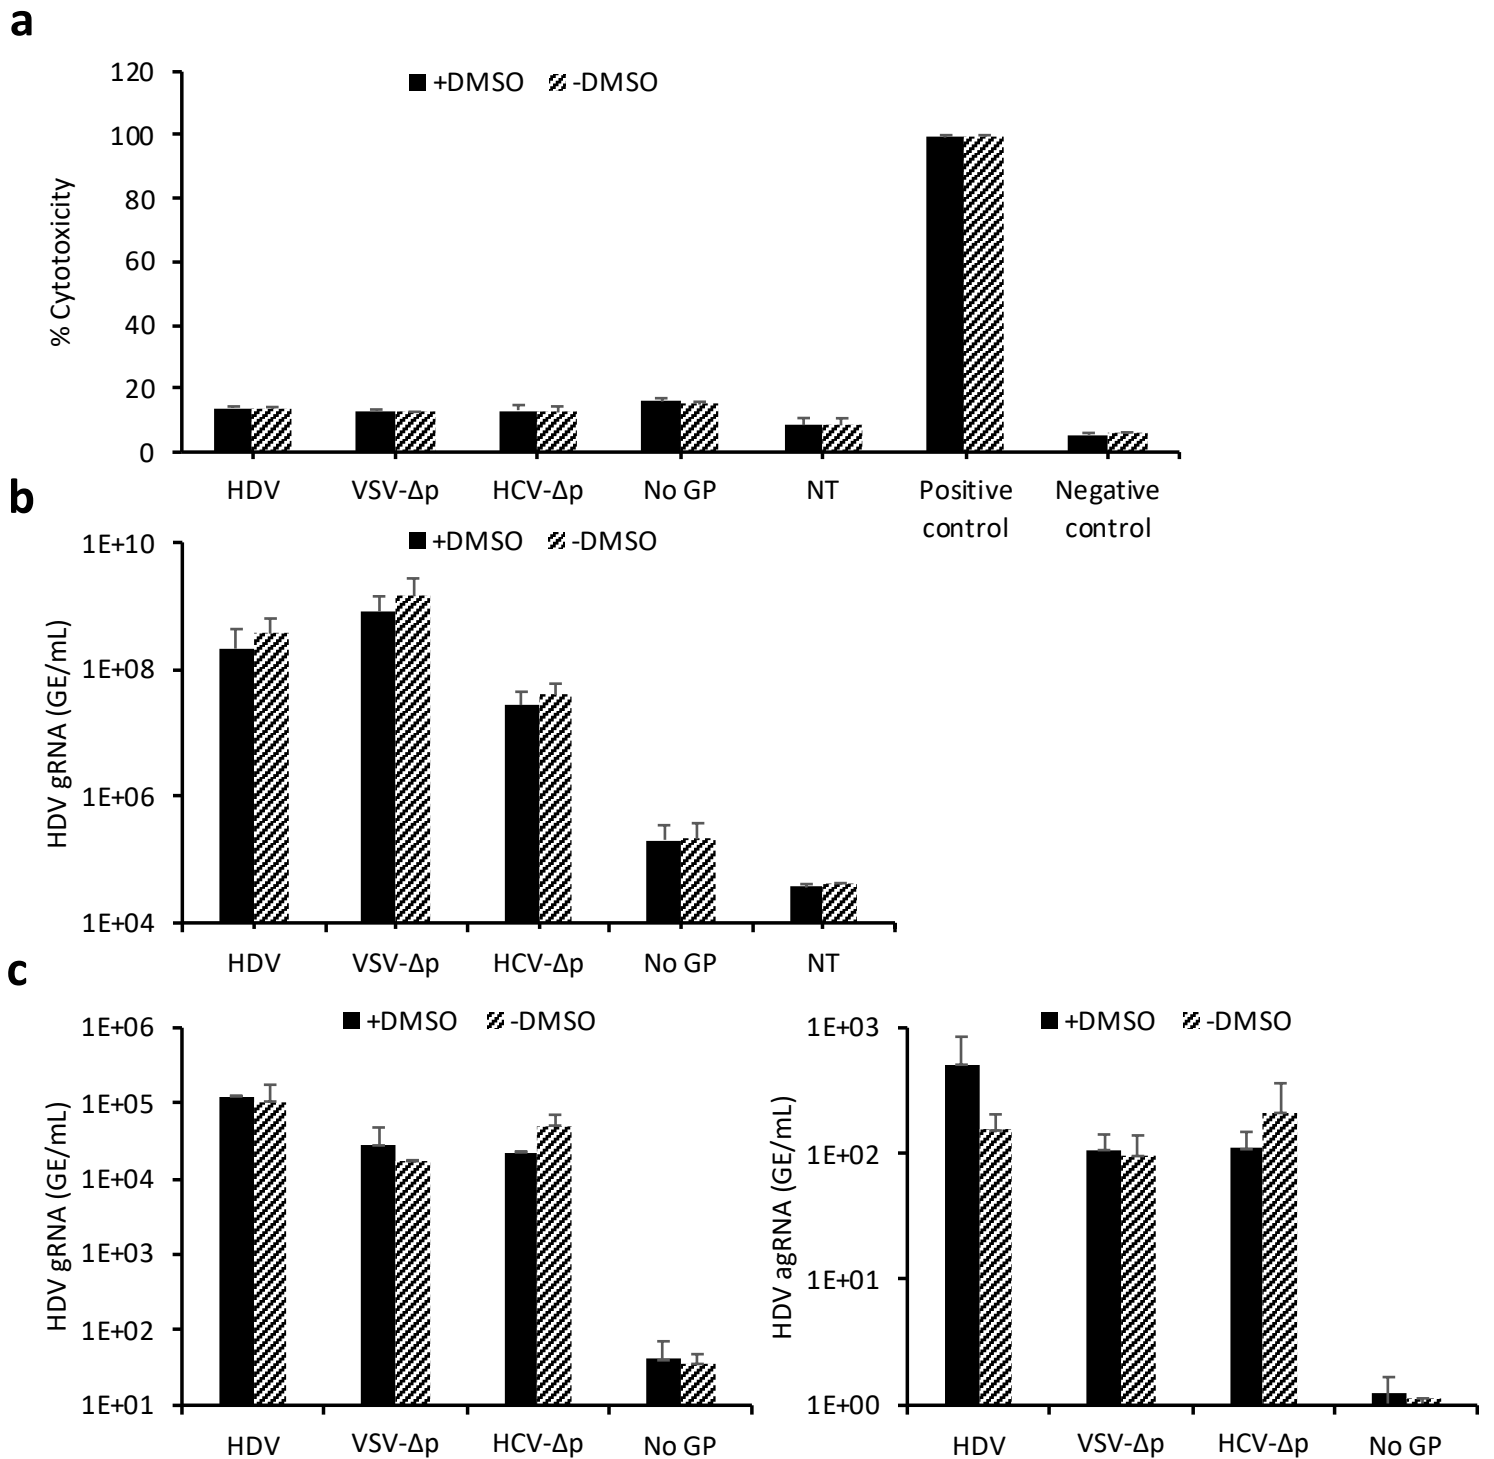 a
+DMSO -DMSO
120
100
80
60
40
20
0
% Cytotoxicity
HDV VSV-Δp HCV-Δp No GP NT Positive control Negative control
b
+DMSO -DMSO
1E+10
1E+08
1E+06
1E+04
HDV gRNA (GE/mL)
HDV VSV-Δp HCV-Δp No GP NT
c
+DMSO -DMSO
1E+06
1E+05
1E+04
1E+03
1E+02
1E+01
HDV gRNA (GE/mL)
HDV VSV-Δp HCV-Δp No GP
+DMSO -DMSO
1E+03
1E+02
1E+01
1E+00
HDV agRNA (GE/mL)
HDV VSV-Δp HCV-Δp No GP